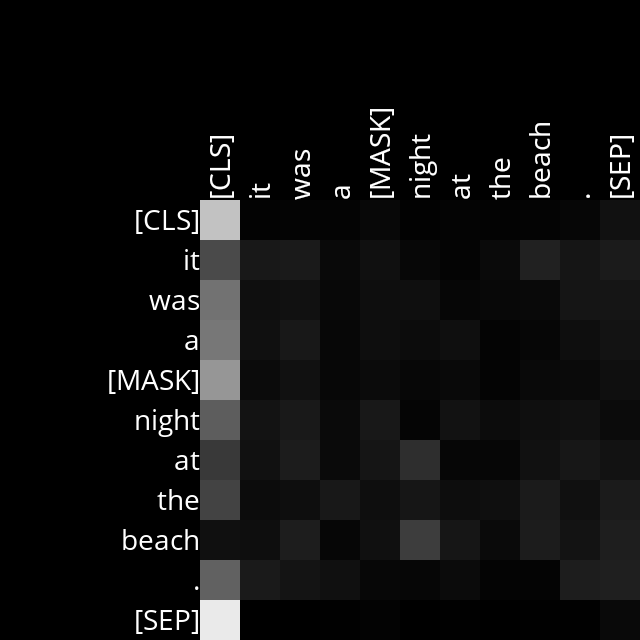 [CLS] it was a [MASK] night at the beach . [SEP]
[CLS]
it
was
a
[MASK]
night
at
the
beach
.
[SEP]